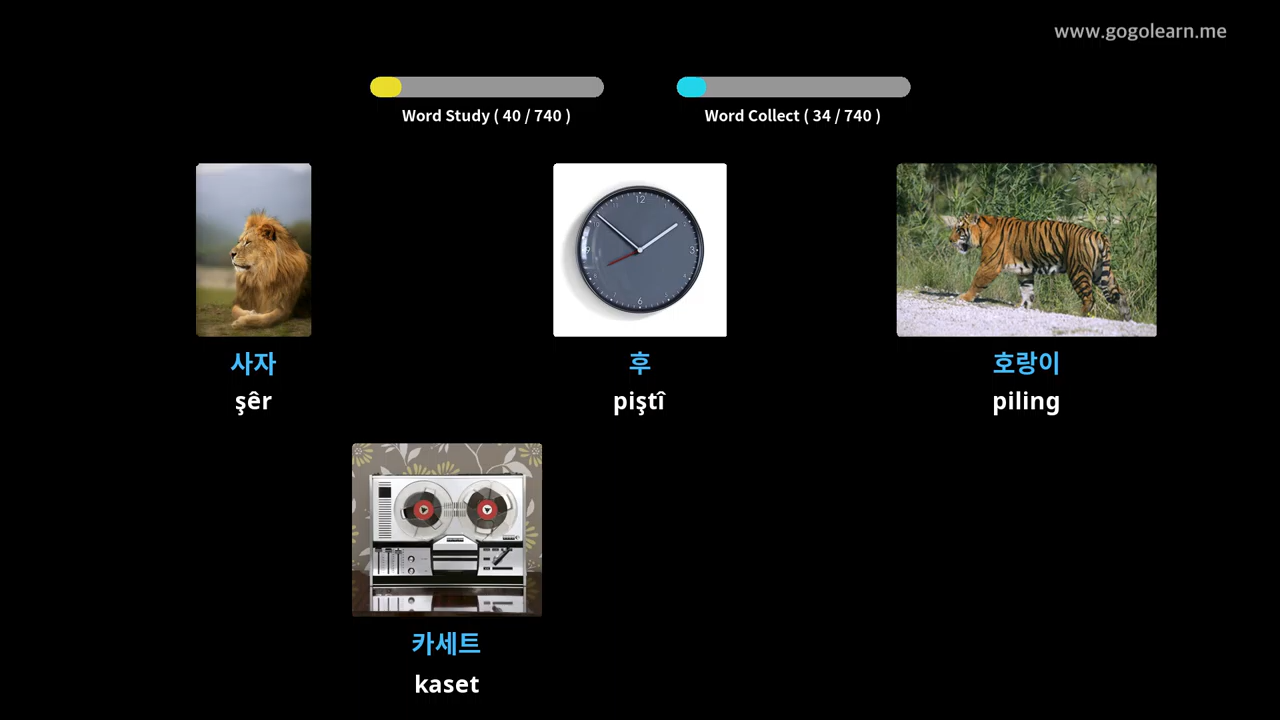 www.gogolearn.me
Word Study ( 40 / 740 )
Word Collect ( 34 / 740 )
사자
şêr
후
piştî
호랑이
piling
카세트
kaset